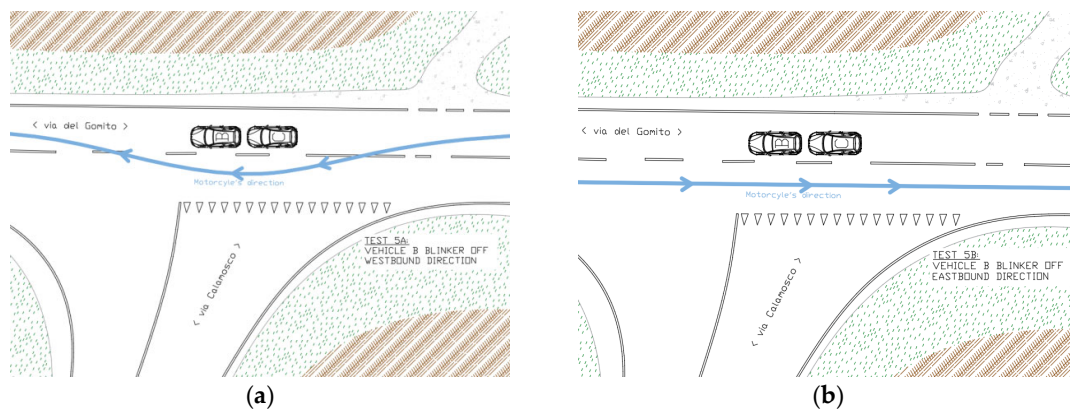 < via del Gomito >
B
C
Motorcyle's direction
TEST 5A:
VEHICLE B BLINKER OFF
WESTBOUND DIRECTION
< via Calamosco >
(a)
< via del Gomito >
B
C
Motorcyle's direction
TEST 5B:
VEHICLE B BLINKER OFF
EASTBOUND DIRECTION
< via Calamosco >
(b)